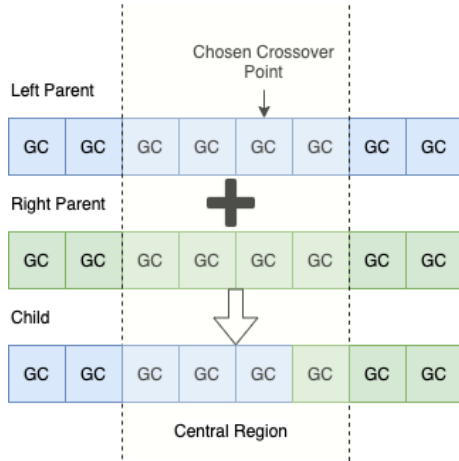 Chosen Crossover
Point
Left Parent
GC GC GC GC GC GC GC GC
Right Parent
GC GC GC GC GC GC GC GC
Child
GC GC GC GC GC GC GC GC
Central Region